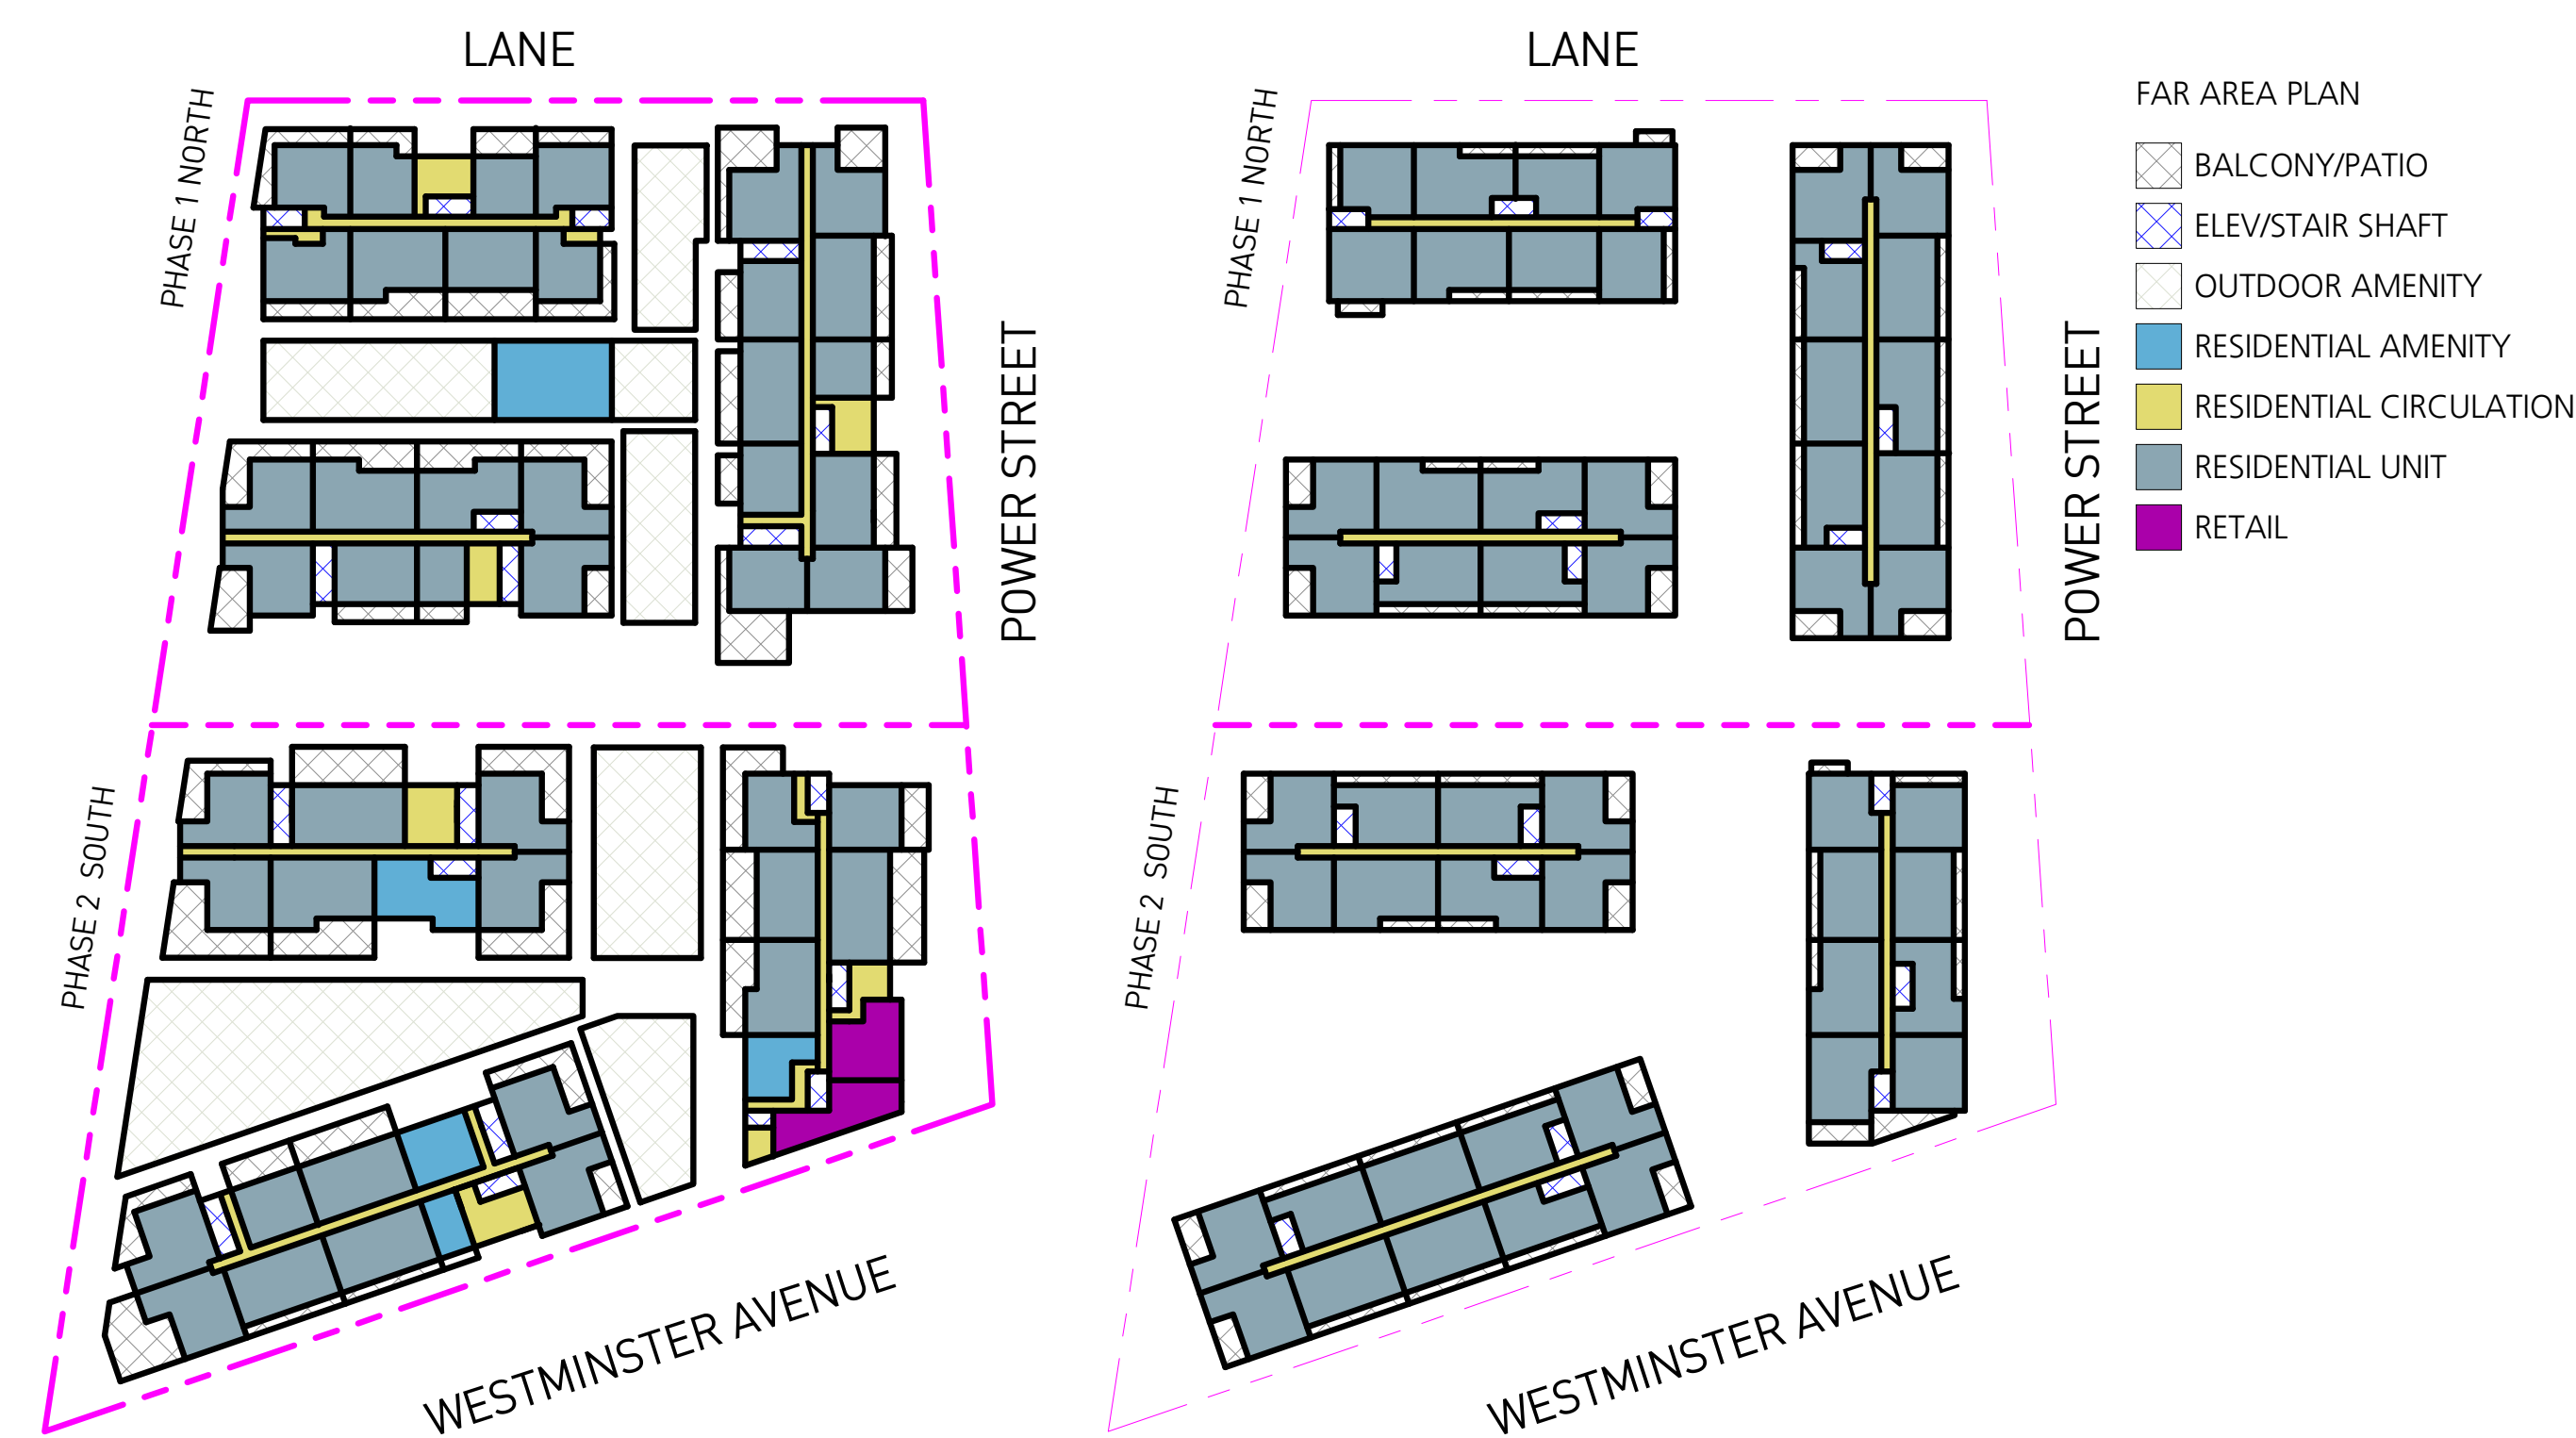 LANE
PHASE 1 NORTH
POWER STREET
PHASE 2 SOUTH
WESTMINSTER AVENUE
LANE
PHASE 1 NORTH
POWER STREET
PHASE 2 SOUTH
WESTMINSTER AVENUE
FAR AREA PLAN
BALCONY/PATIO
ELEV/STAIR SHAFT
OUTDOOR AMENITY
RESIDENTIAL AMENITY
RESIDENTIAL CIRCULATION
RESIDENTIAL UNIT
RETAIL